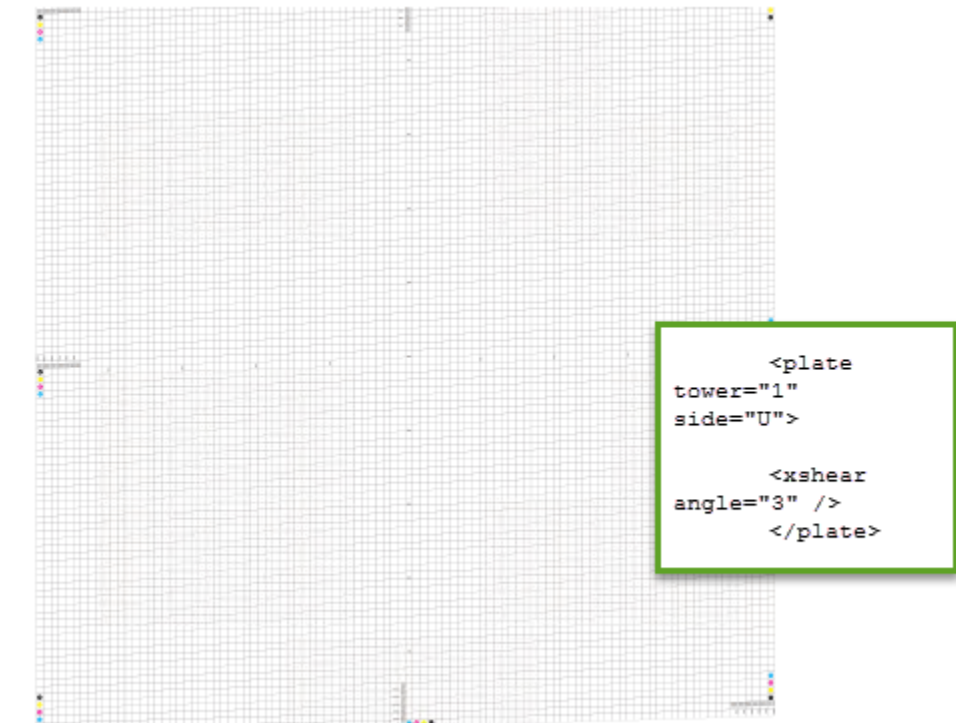 <plate
tower="1"
side="U">
<xshear
angle="3" />
</plate>